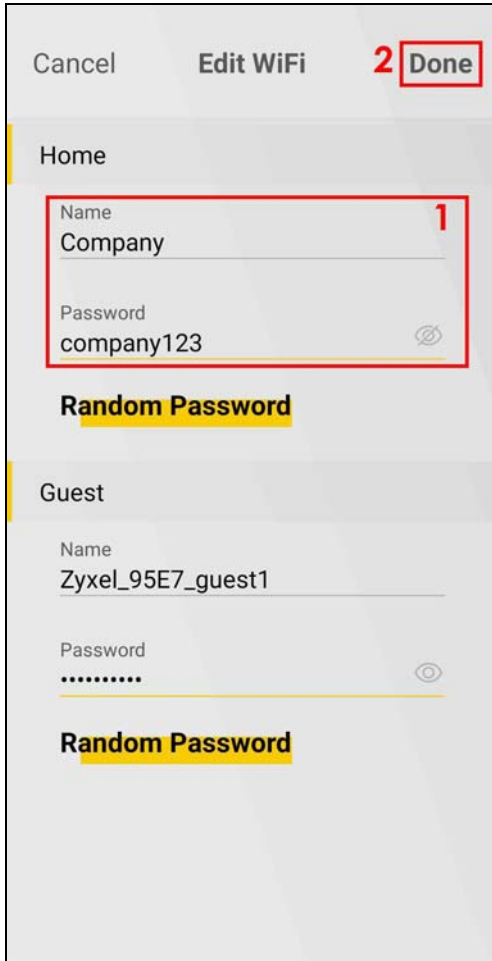 Cancel Edit WiFi 2 Done
Home
1
Name
Company
Password
company123
Random Password
Guest
Name
Zyxel_95E7_guest1
Password
••••••••••
Random Password